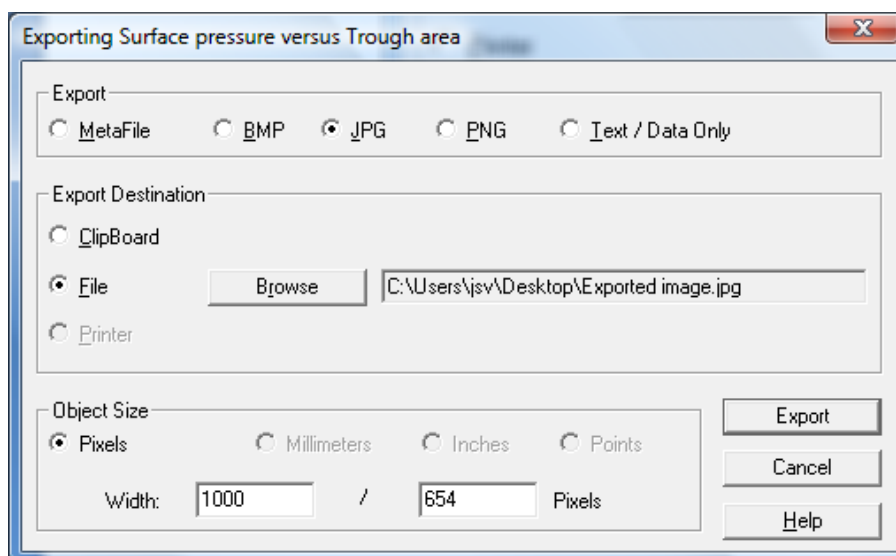 Exporting Surface pressure versus Trough area
Export
MetaFile BMP JPG PNG Text / Data Only
Export Destination
ClipBoard
File Browse C:\Users\jsv\Desktop\Exported image.jpg
Printer
Object Size
Pixels Millimeters Inches Points
Width: 1000 / 654 Pixels
Export
Cancel
Help